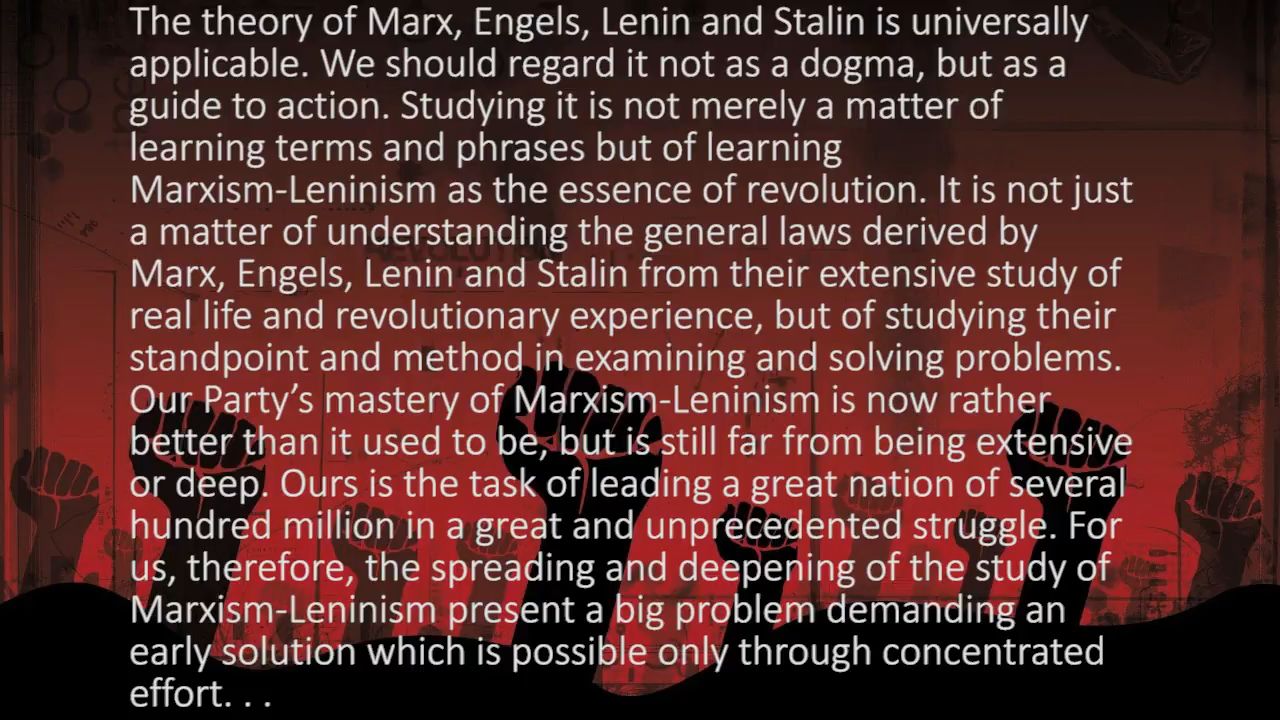 The theory of Marx, Engels, Lenin and Stalin is universally
applicable. We should regard it not as a dogma, but as a
guide to action. Studying it is not merely a matter of
learning terms and phrases but of learning
Marxism-Leninism as the essence of revolution. It is not just
a matter of understanding the general laws derived by
Marx, Engels, Lenin and Stalin from their extensive study of
real life and revolutionary experience, but of studying their
standpoint and method in examining and solving problems.
Our Party’s mastery of Marxism-Leninism is now rather
better than it used to be, but is still far from being extensive
or deep. Ours is the task of leading a great nation of several
hundred million in a great and unprecedented struggle. For
us, therefore, the spreading and deepening of the study of
Marxism-Leninism present a big problem demanding an
early solution which is possible only through concentrated
effort. . .